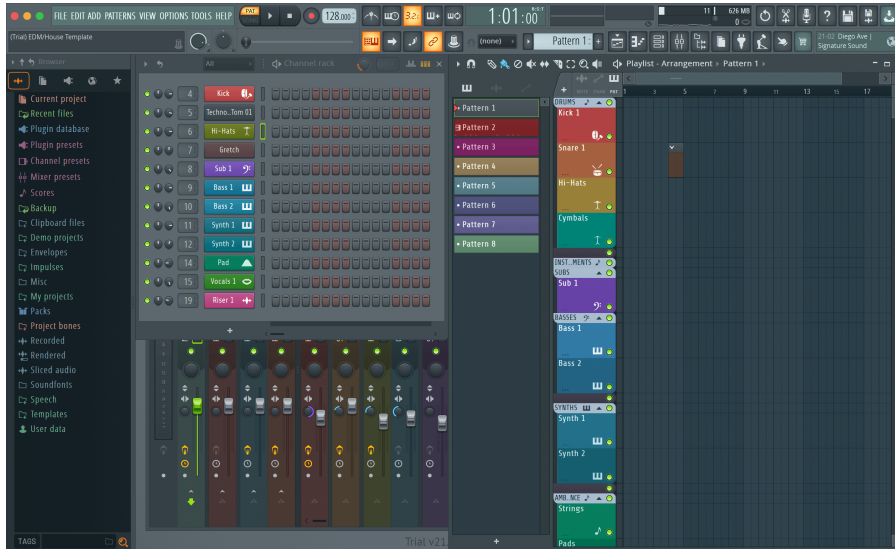 FILE EDIT ADD PATTERNS VIEW OPTIONS TOOLS HELP
PAT
128.000
3.2:
1:01:00
B:S:T
11
626 MB
0
(Trial) EDM/House Template
(none)
Pattern 1
21-02 Diego Ave |
Signature Sound
Browser
All
Channel rack
Playlist - Arrangement › Pattern 1
Current project
Recent files
Plugin database
Plugin presets
Channel presets
Mixer presets
Scores
Backup
Clipboard files
Demo projects
Envelopes
Impulses
Misc
My projects
Packs
Project bones
Recorded
Rendered
Sliced audio
Soundfonts
Speech
Templates
User data
TAGS
4 Kick
5 Techno..Tom 01
6 Hi-Hats
7 Gretch
8 Sub 1
9 Bass 1
10 Bass 2
11 Synth 1
12 Synth 2
14 Pad
15 Vocals 1
19 Riser 1
+
Trial v21
Pattern 1
Pattern 2
Pattern 3
Pattern 4
Pattern 5
Pattern 6
Pattern 7
Pattern 8
+
+ NOTE CHAN PAT
1 3 5 7 9 11 13 15 17
DRUMS
Kick 1
Snare 1
Hi-Hats
Cymbals
INST..MENTS
SUBS
Sub 1
BASSES
Bass 1
Bass 2
SYNTHS
Synth 1
Synth 2
AMB..NCE
Strings
Pads